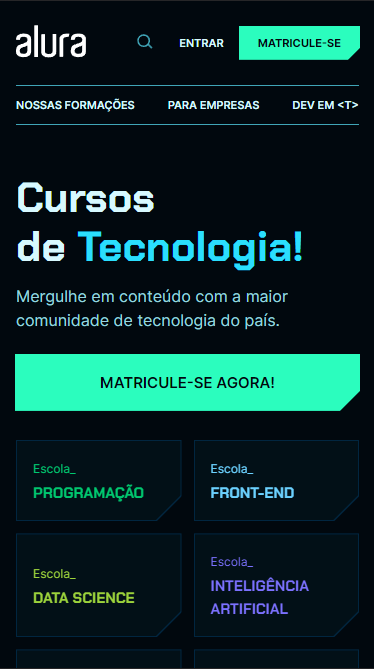 alura
ENTRAR
MATRICULE-SE
NOSSAS FORMAÇÕES
PARA EMPRESAS
DEV EM <T>
Cursos
de Tecnologia!
Mergulhe em conteúdo com a maior
comunidade de tecnologia do país.
MATRICULE-SE AGORA!
Escola_
PROGRAMAÇÃO
Escola_
FRONT-END
Escola_
DATA SCIENCE
Escola_
INTELIGÊNCIA
ARTIFICIAL